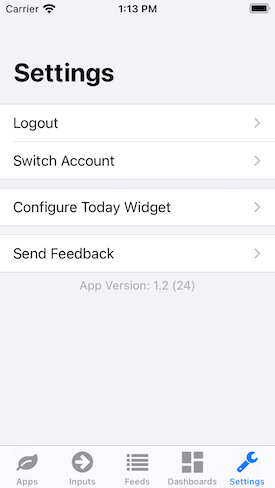 Carrier 1:13 PM
Settings
Logout
Switch Account
Configure Today Widget
Send Feedback
App Version: 1.2 (24)
Apps Inputs Feeds Dashboards Settings